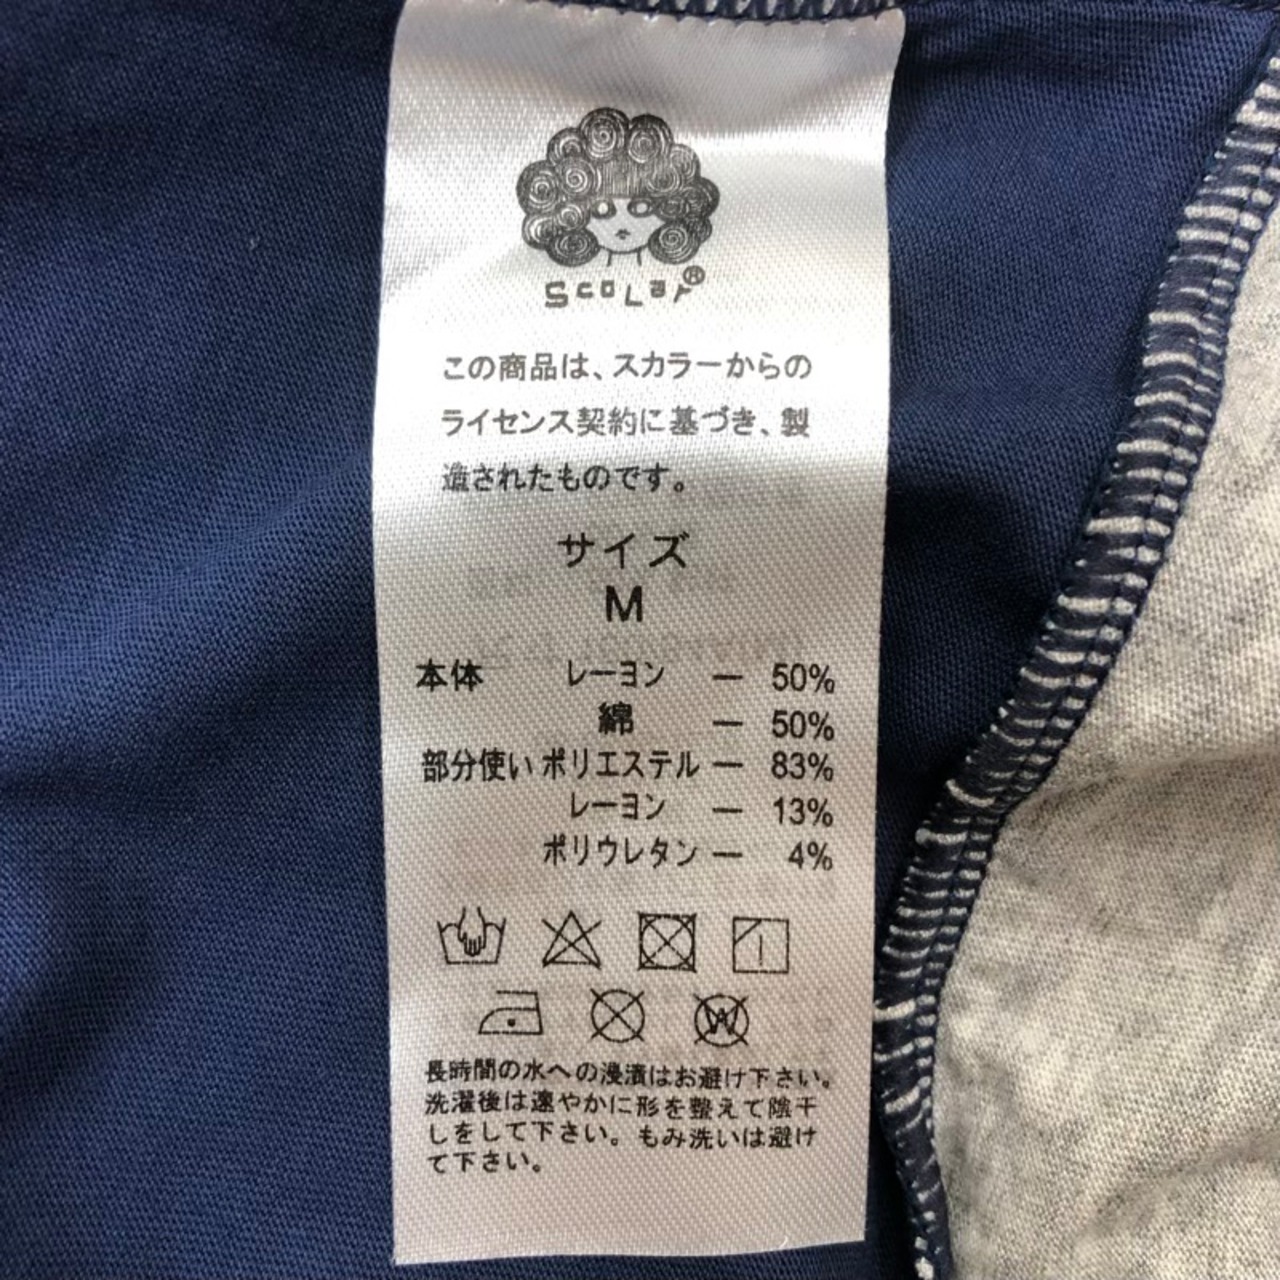 ScoLar®
この商品は、スカラーからの
ライセンス契約に基づき、製
造されたものです。
サイズ
M
本体 レーヨン ー 50%
綿 ー 50%
部分使い ポリエステル ー 83%
レーヨン ー 13%
ポリウレタン ー 4%
W
長時間の水への浸漬はお避け下さい。
洗濯後は速やかに形を整えて陰干
しをして下さい。もみ洗いは避け
て下さい。